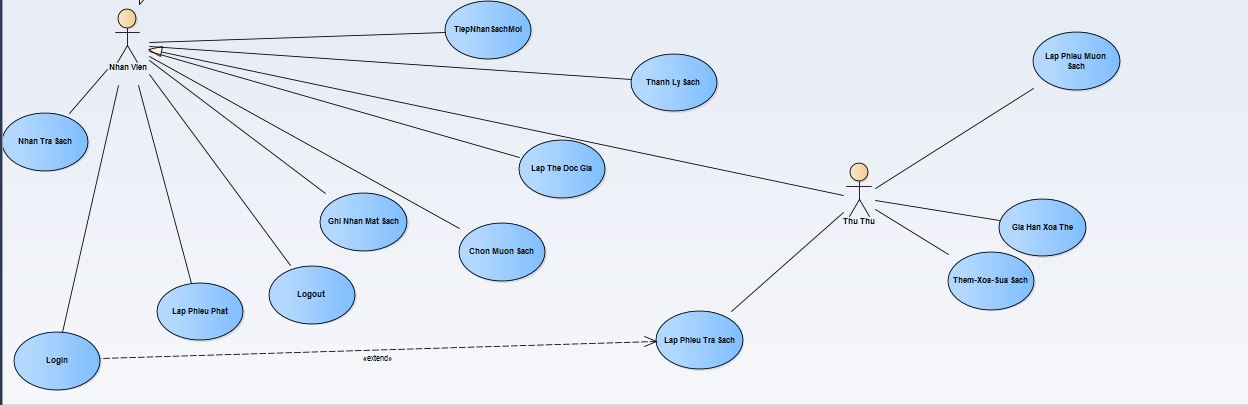 TiepNhanSachMoi
Nhan Vien
Lap Phieu Muon
Sach
Thanh Ly Sach
Nhan Tra Sach
Lap The Doc Gia
Ghi Nhan Mat Sach
Thu Thu
Gia Han Xoa The
Chon Muon Sach
Them-Xoa-Sua Sach
Logout
Lap Phieu Phat
Lap Phieu Tra Sach
Login
«extend»